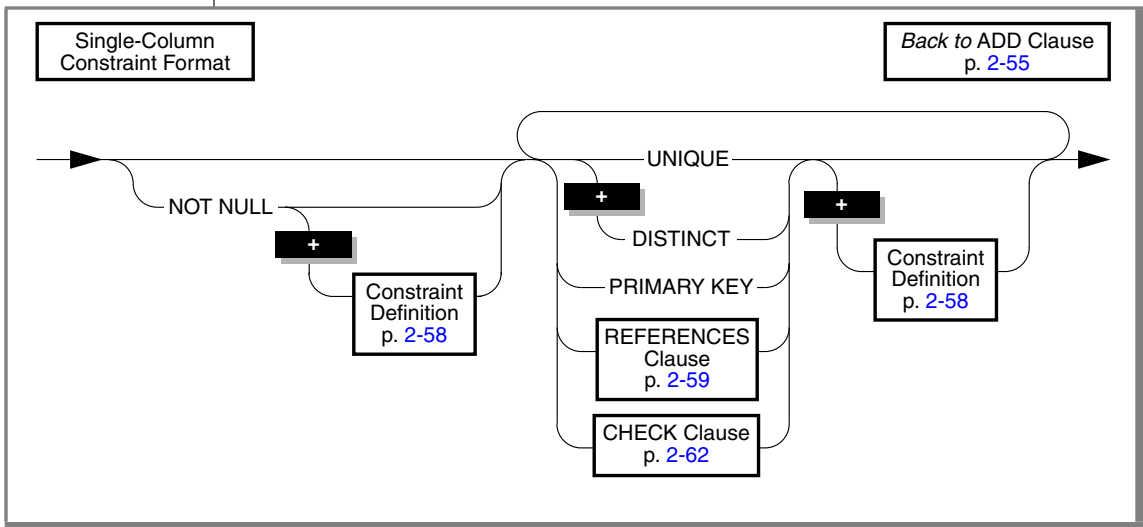 Single-Column
Constraint Format
Back to ADD Clause
p. 2-55
UNIQUE
NOT NULL
+
+
+
DISTINCT
PRIMARY KEY
Constraint
Definition
p. 2-58
Constraint
Definition
p. 2-58
REFERENCES
Clause
p. 2-59
CHECK Clause
p. 2-62